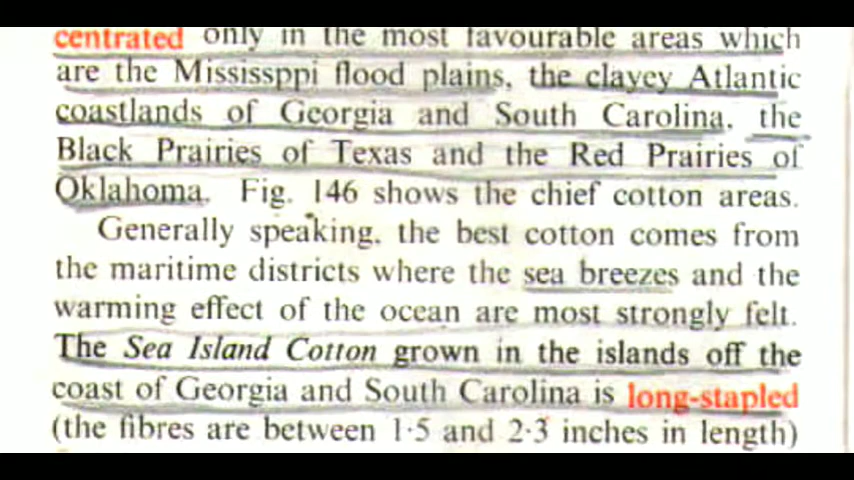 centrated only in the most favourable areas which
are the Mississppi flood plains, the clayey Atlantic
coastlands of Georgia and South Carolina, the
Black Prairies of Texas and the Red Prairies of
Oklahoma. Fig. 146 shows the chief cotton areas.
Generally speaking, the best cotton comes from
the maritime districts where the sea breezes and the
warming effect of the ocean are most strongly felt.
The Sea Island Cotton grown in the islands off the
coast of Georgia and South Carolina is long-stapled
(the fibres are between 1·5 and 2·3 inches in length)